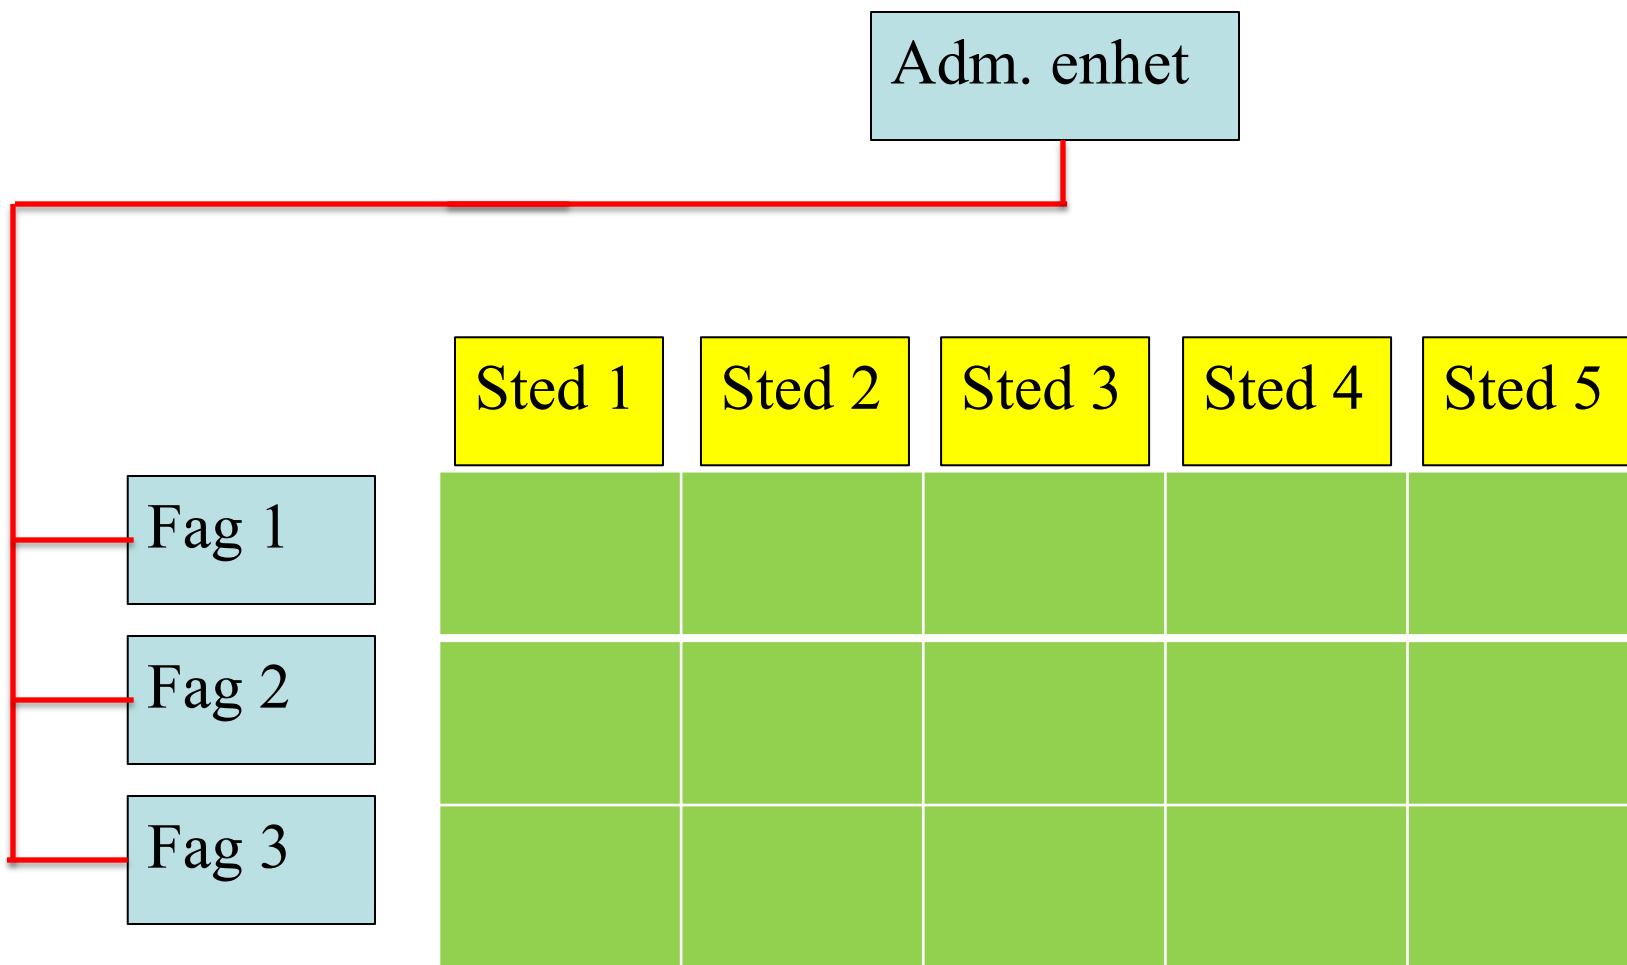 Adm. enhet
Sted 1
Sted 2
Sted 3
Sted 4
Sted 5
Fag 1
Fag 2
Fag 3